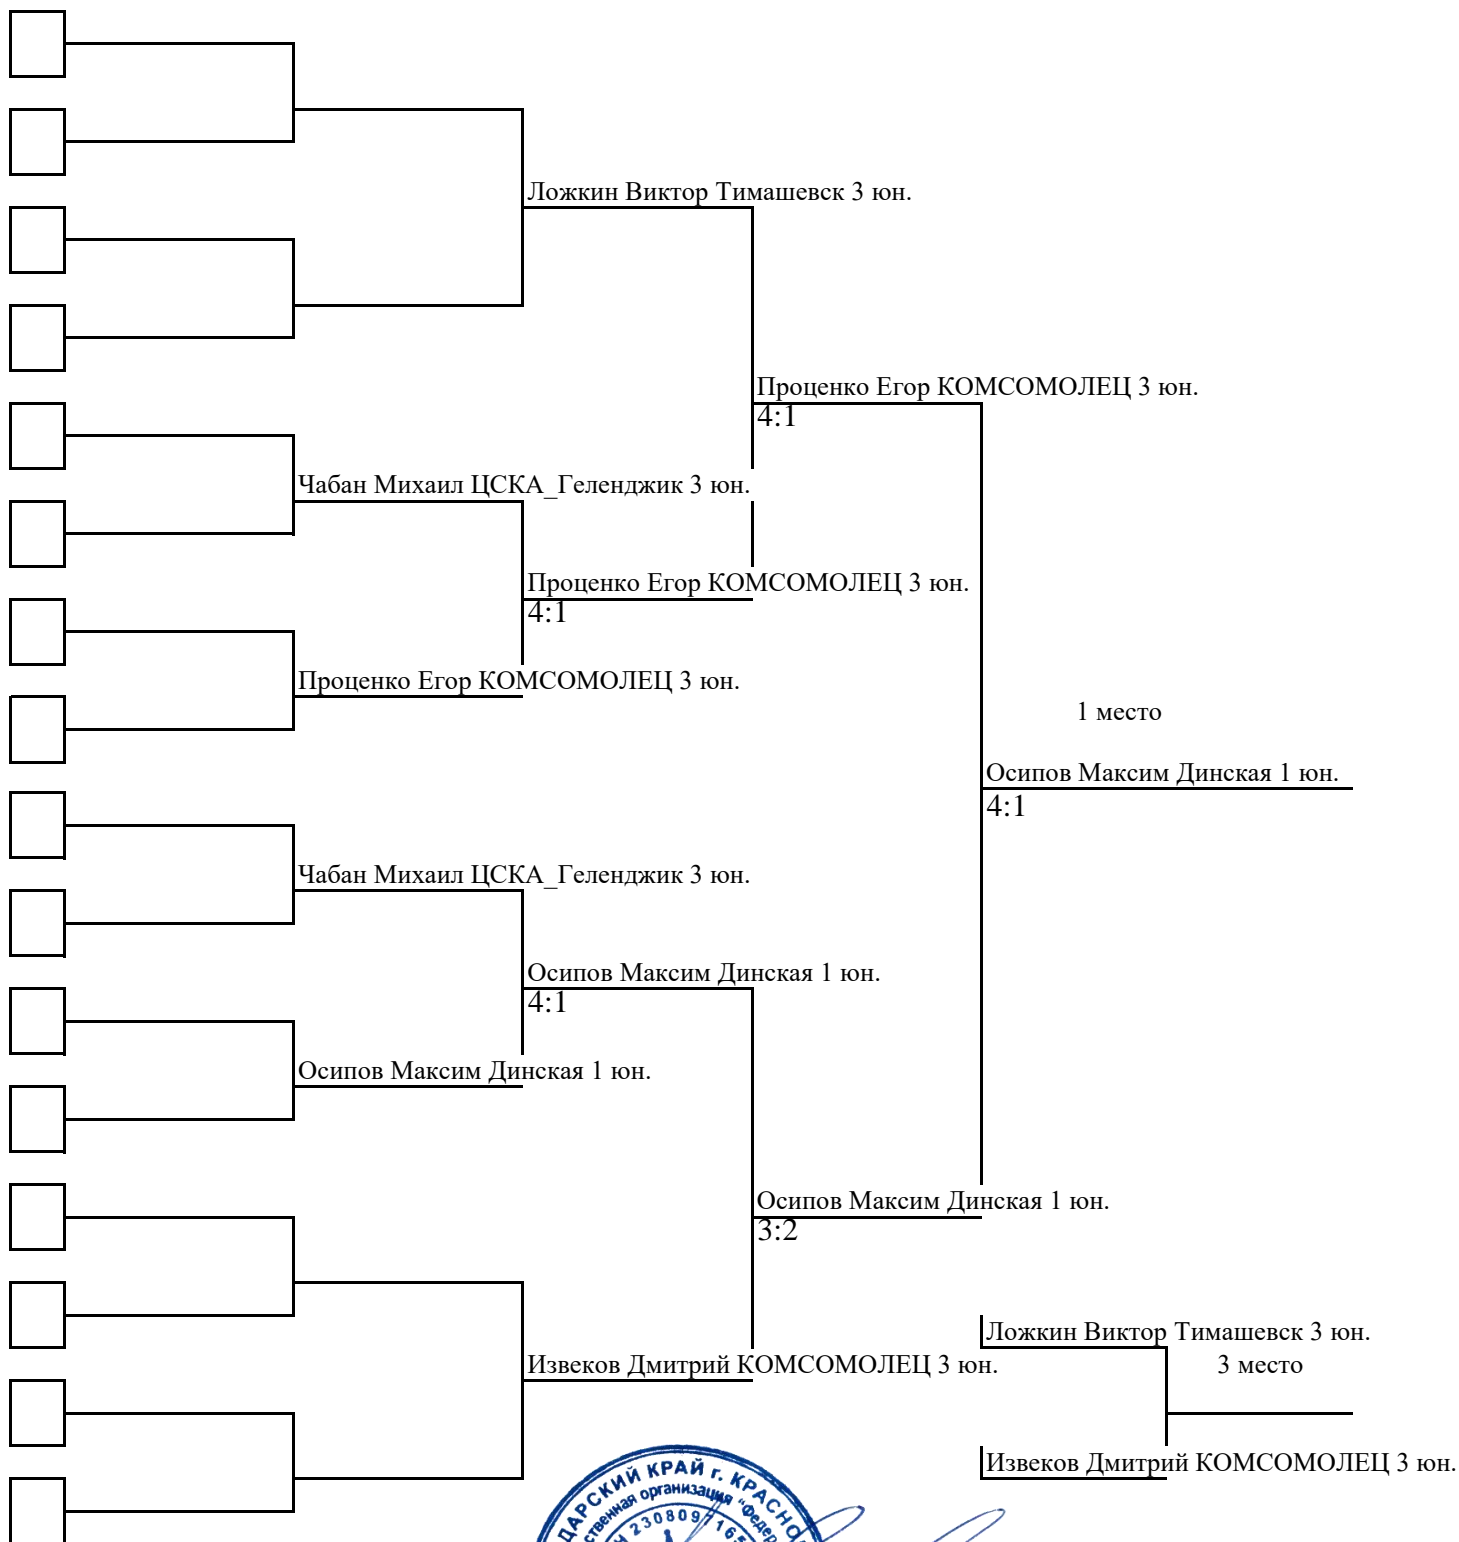 Ложкин Виктор Тимашевск 3 юн.
Проценко Егор КОМСОМОЛЕЦ 3 юн.
4:1
Чабан Михаил ЦСКА_Геленджик 3 юн.
Проценко Егор КОМСОМОЛЕЦ 3 юн.
4:1
Проценко Егор КОМСОМОЛЕЦ 3 юн.
1 место
Осипов Максим Динская 1 юн.
4:1
Чабан Михаил ЦСКА_Геленджик 3 юн.
Осипов Максим Динская 1 юн.
4:1
Осипов Максим Динская 1 юн.
Осипов Максим Динская 1 юн.
3:2
Ложкин Виктор Тимашевск 3 юн.
Извеков Дмитрий КОМСОМОЛЕЦ 3 юн.
3 место
Извеков Дмитрий КОМСОМОЛЕЦ 3 юн.
КРАЙ г.
организация